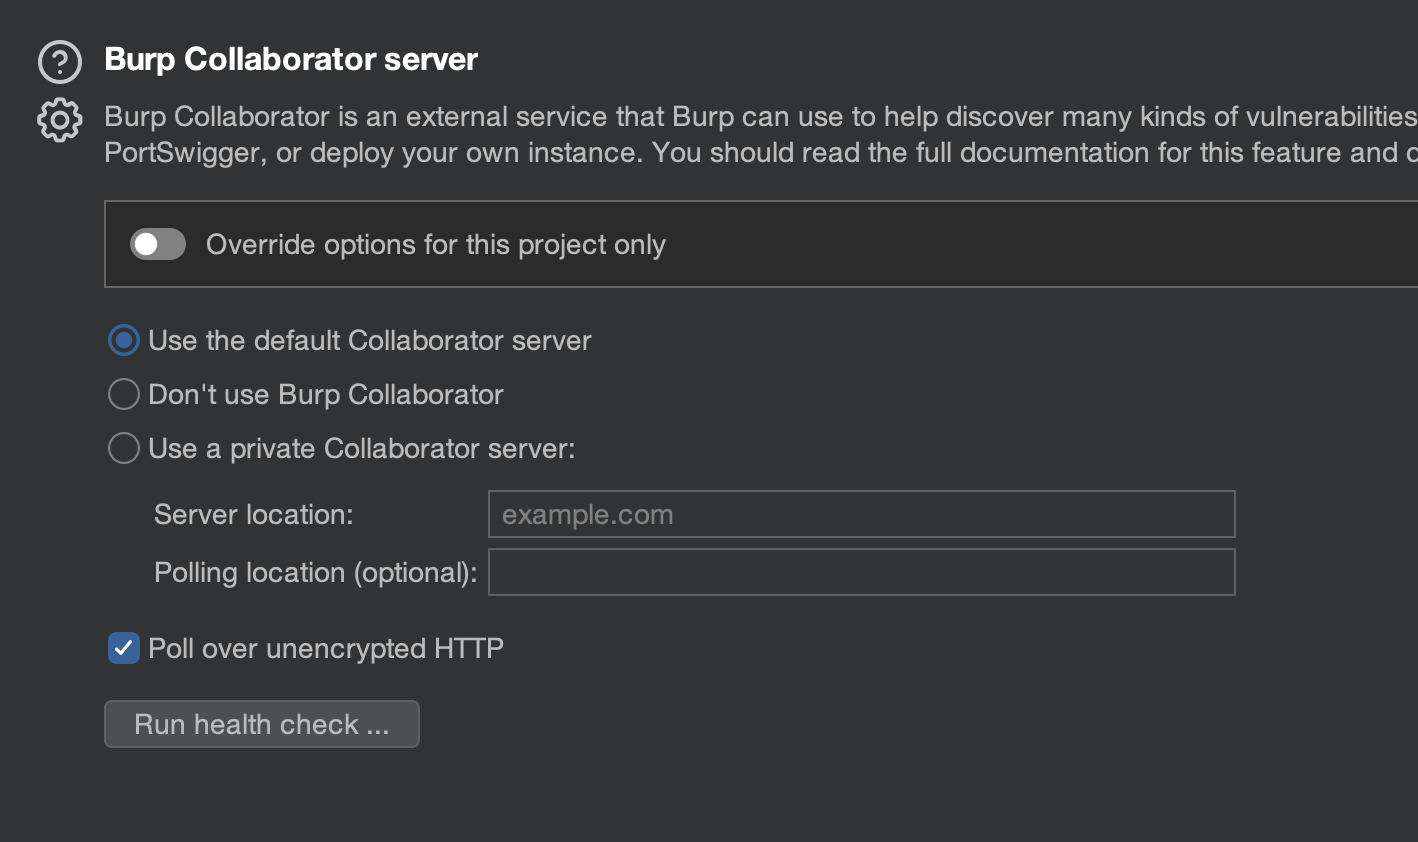 Burp Collaborator server
Burp Collaborator is an external service that Burp can use to help discover many kinds of vulnerabilities
PortSwigger, or deploy your own instance. You should read the full documentation for this feature and
Override options for this project only
Use the default Collaborator server
Don't use Burp Collaborator
Use a private Collaborator server:
Server location: example.com
Polling location (optional):
Poll over unencrypted HTTP
Run health check ...